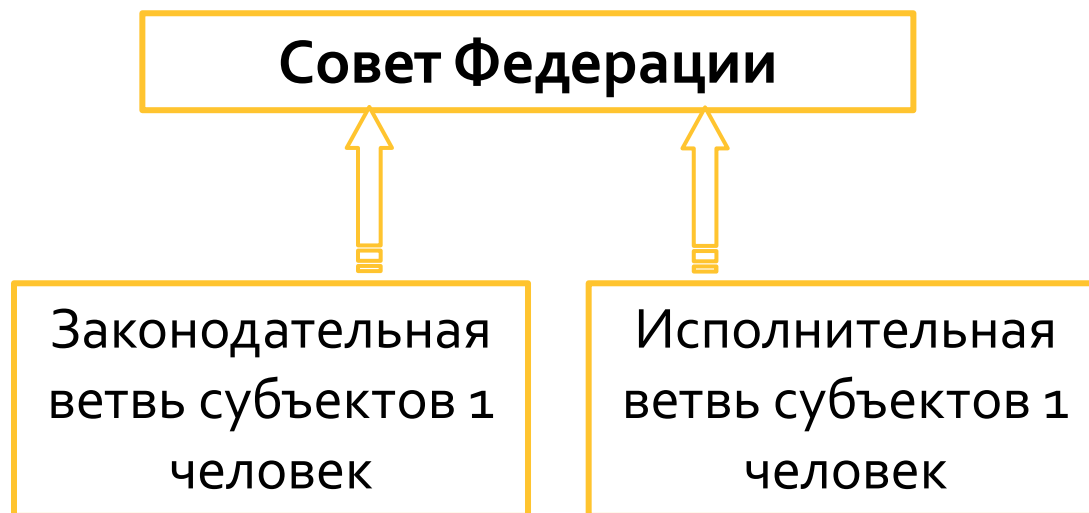 Совет Федерации
Законодательная
ветвь субъектов 1
человек
Исполнительная
ветвь субъектов 1
человек